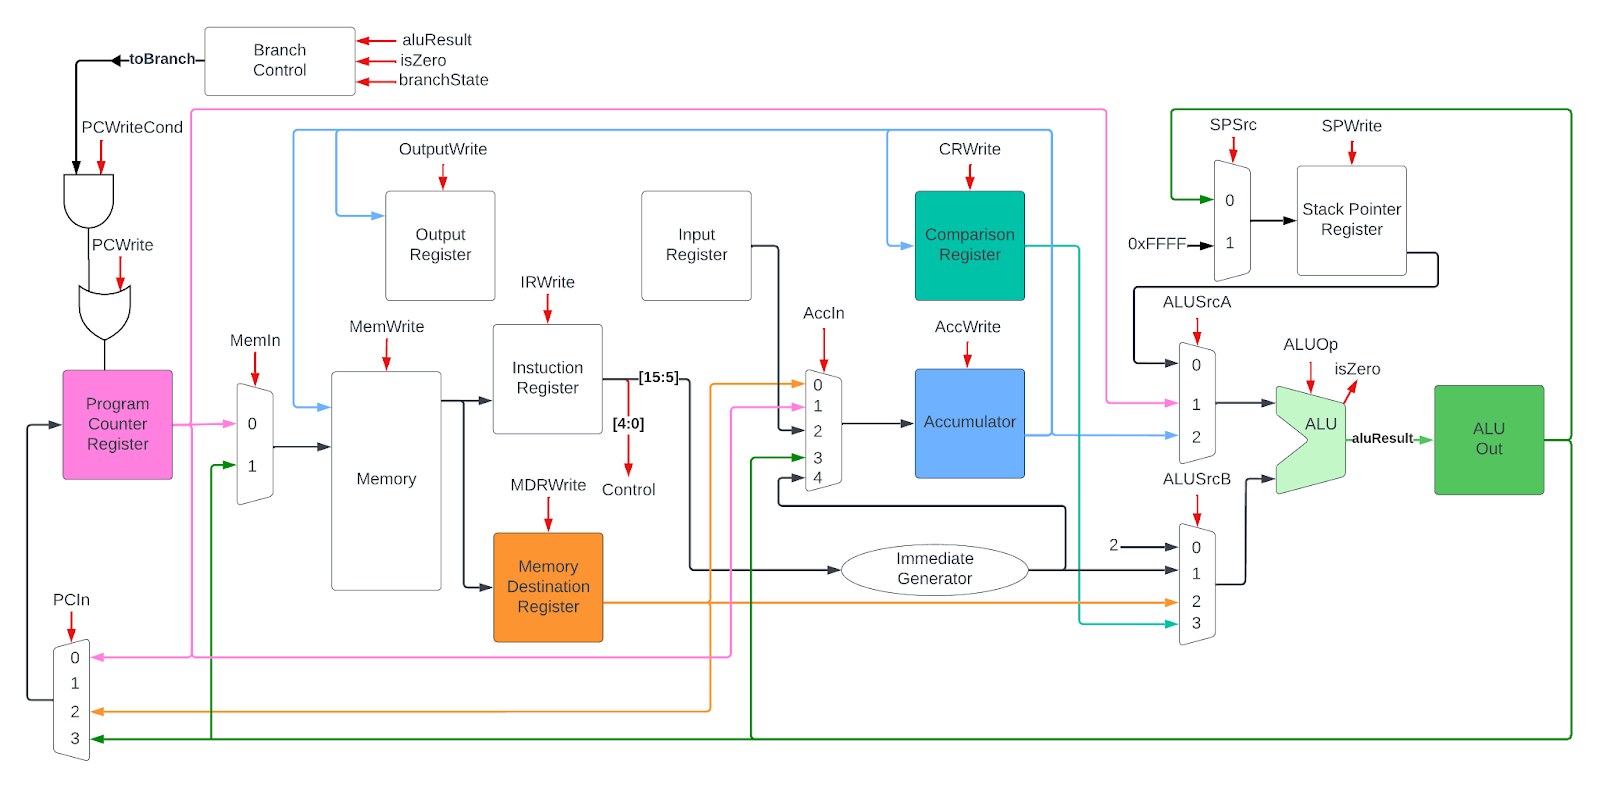 Branch
Control
aluResult
isZero
branchState
toBranch
PCWriteCond
PCWrite
OutputWrite
Output
Register
Input
Register
CRWrite
Comparison
Register
SPSrc
0
1
0xFFFF
SPWrite
Stack Pointer
Register
IRWrite
Instuction
Register
[15:5]
[4:0]
Control
MemWrite
Memory
MemIn
0
1
Program
Counter
Register
AccIn
0
1
2
3
4
AccWrite
Accumulator
ALUSrcA
0
1
2
ALUOp
isZero
ALU
aluResult
ALU
Out
MDRWrite
Memory
Destination
Register
Immediate
Generator
ALUSrcB
2
0
1
2
3
PCIn
0
1
2
3